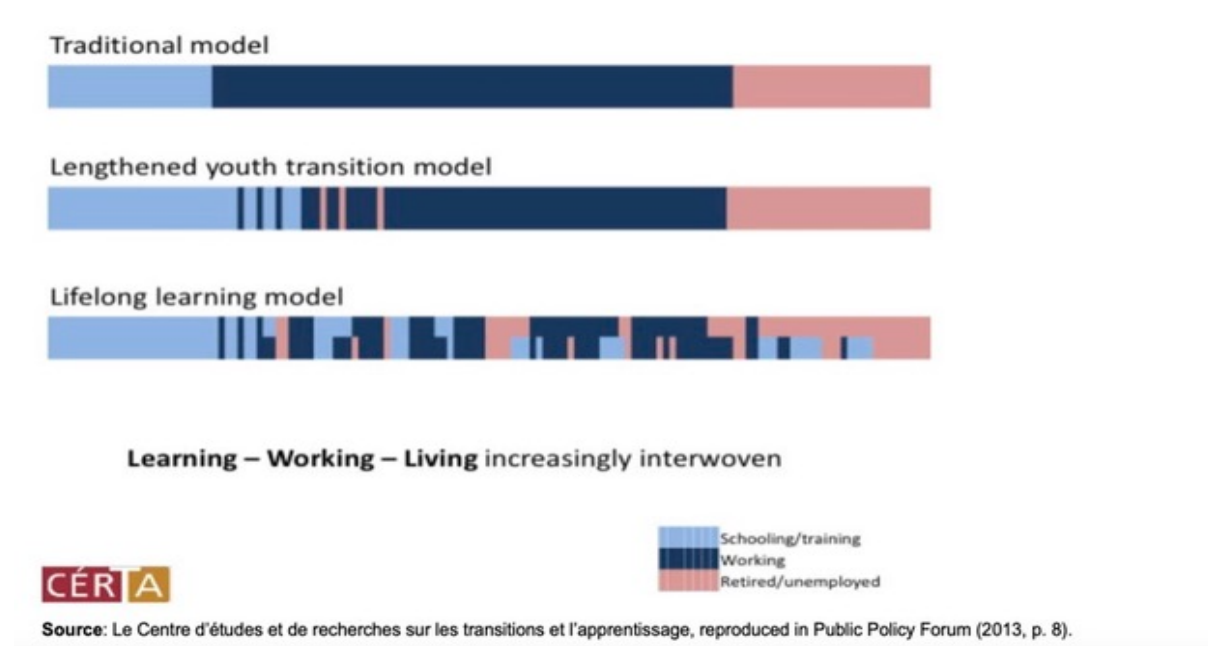 Traditional model
Lengthened youth transition model
Lifelong learning model
Learning – Working – Living increasingly interwoven
Schooling/training
Working
Retired/unemployed
CÉRTA
Source: Le Centre d'études et de recherches sur les transitions et l'apprentissage, reproduced in Public Policy Forum (2013, p. 8).